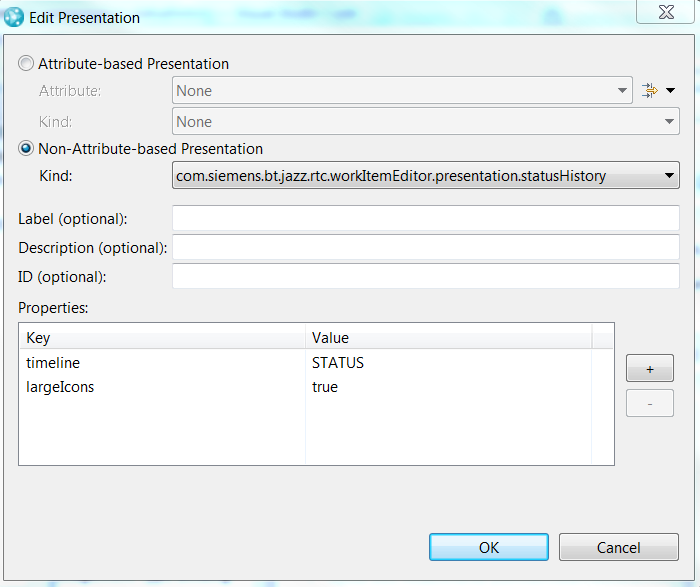 Edit Presentation
Attribute-based Presentation
Attribute: None
Kind: None
Non-Attribute-based Presentation
Kind: com.siemens.bt.jazz.rtc.workItemEditor.presentation.statusHistory
Label (optional):
Description (optional):
ID (optional):
Properties:
Key Value
timeline STATUS
largeIcons true
+
-
OK Cancel